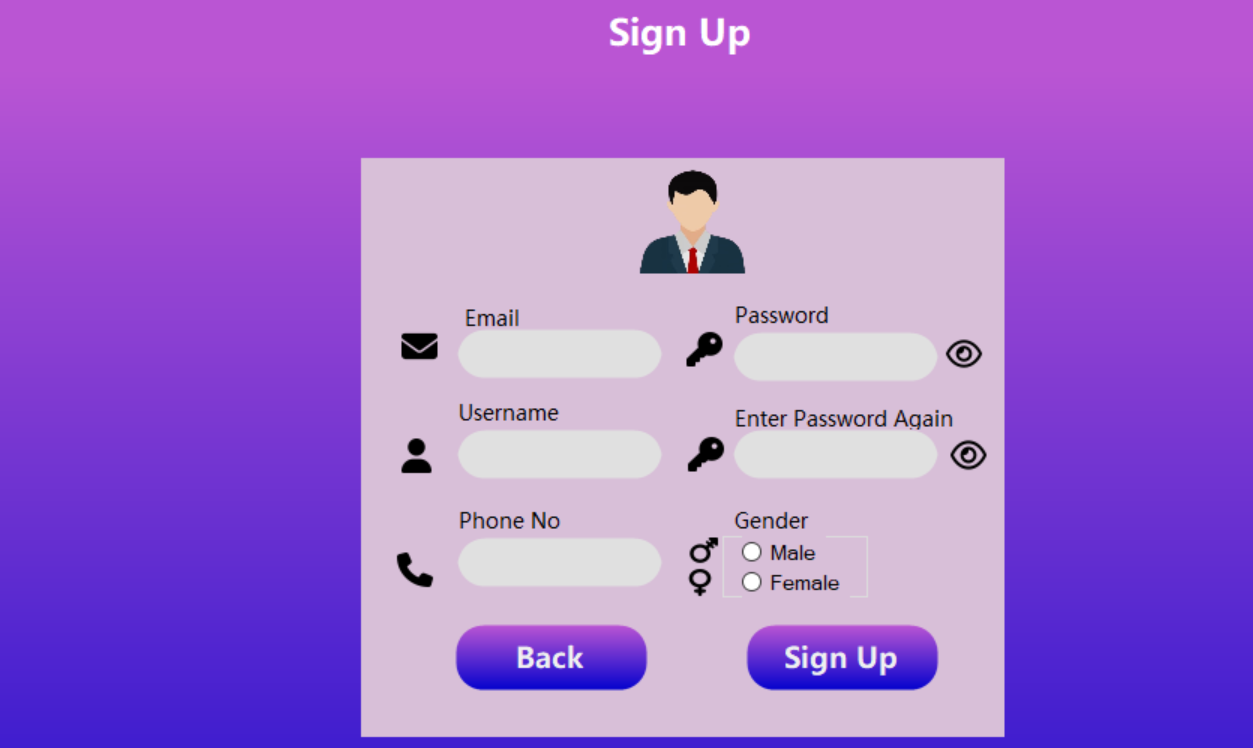 Sign Up
Email
Password
Username
Enter Password Again
Phone No
Gender
Male
Female
Back
Sign Up